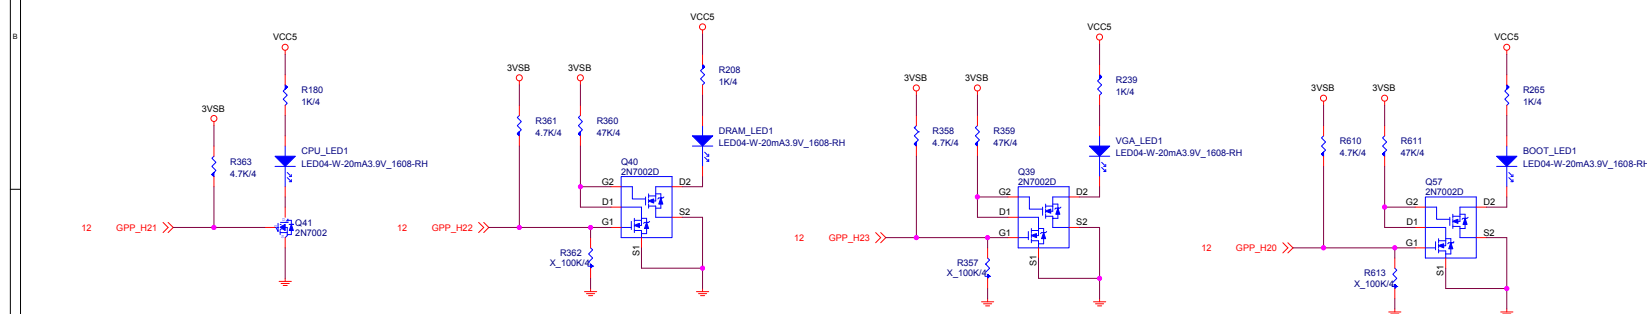 B
3VSB
VCC5
R180
1K/4
R363
4.7K/4
CPU_LED1
LED04-W-20mA3.9V_1608-RH
12
GPP_H21
Q41
2N7002
3VSB
3VSB
VCC5
R361
4.7K/4
R360
47K/4
R208
1K/4
DRAM_LED1
LED04-W-20mA3.9V_1608-RH
Q40
2N7002D
G2
D2
D1
S2
G1
S1
12
GPP_H22
R362
X_100K/4
3VSB
3VSB
VCC5
R358
4.7K/4
R359
47K/4
R239
1K/4
VGA_LED1
LED04-W-20mA3.9V_1608-RH
Q39
2N7002D
G2
D2
D1
S2
G1
S1
12
GPP_H23
R357
X_100K/4
3VSB
3VSB
VCC5
R610
4.7K/4
R611
47K/4
R265
1K/4
BOOT_LED1
LED04-W-20mA3.9V_1608-RH
Q57
2N7002D
G2
D2
D1
S2
G1
S1
12
GPP_H20
R613
X_100K/4